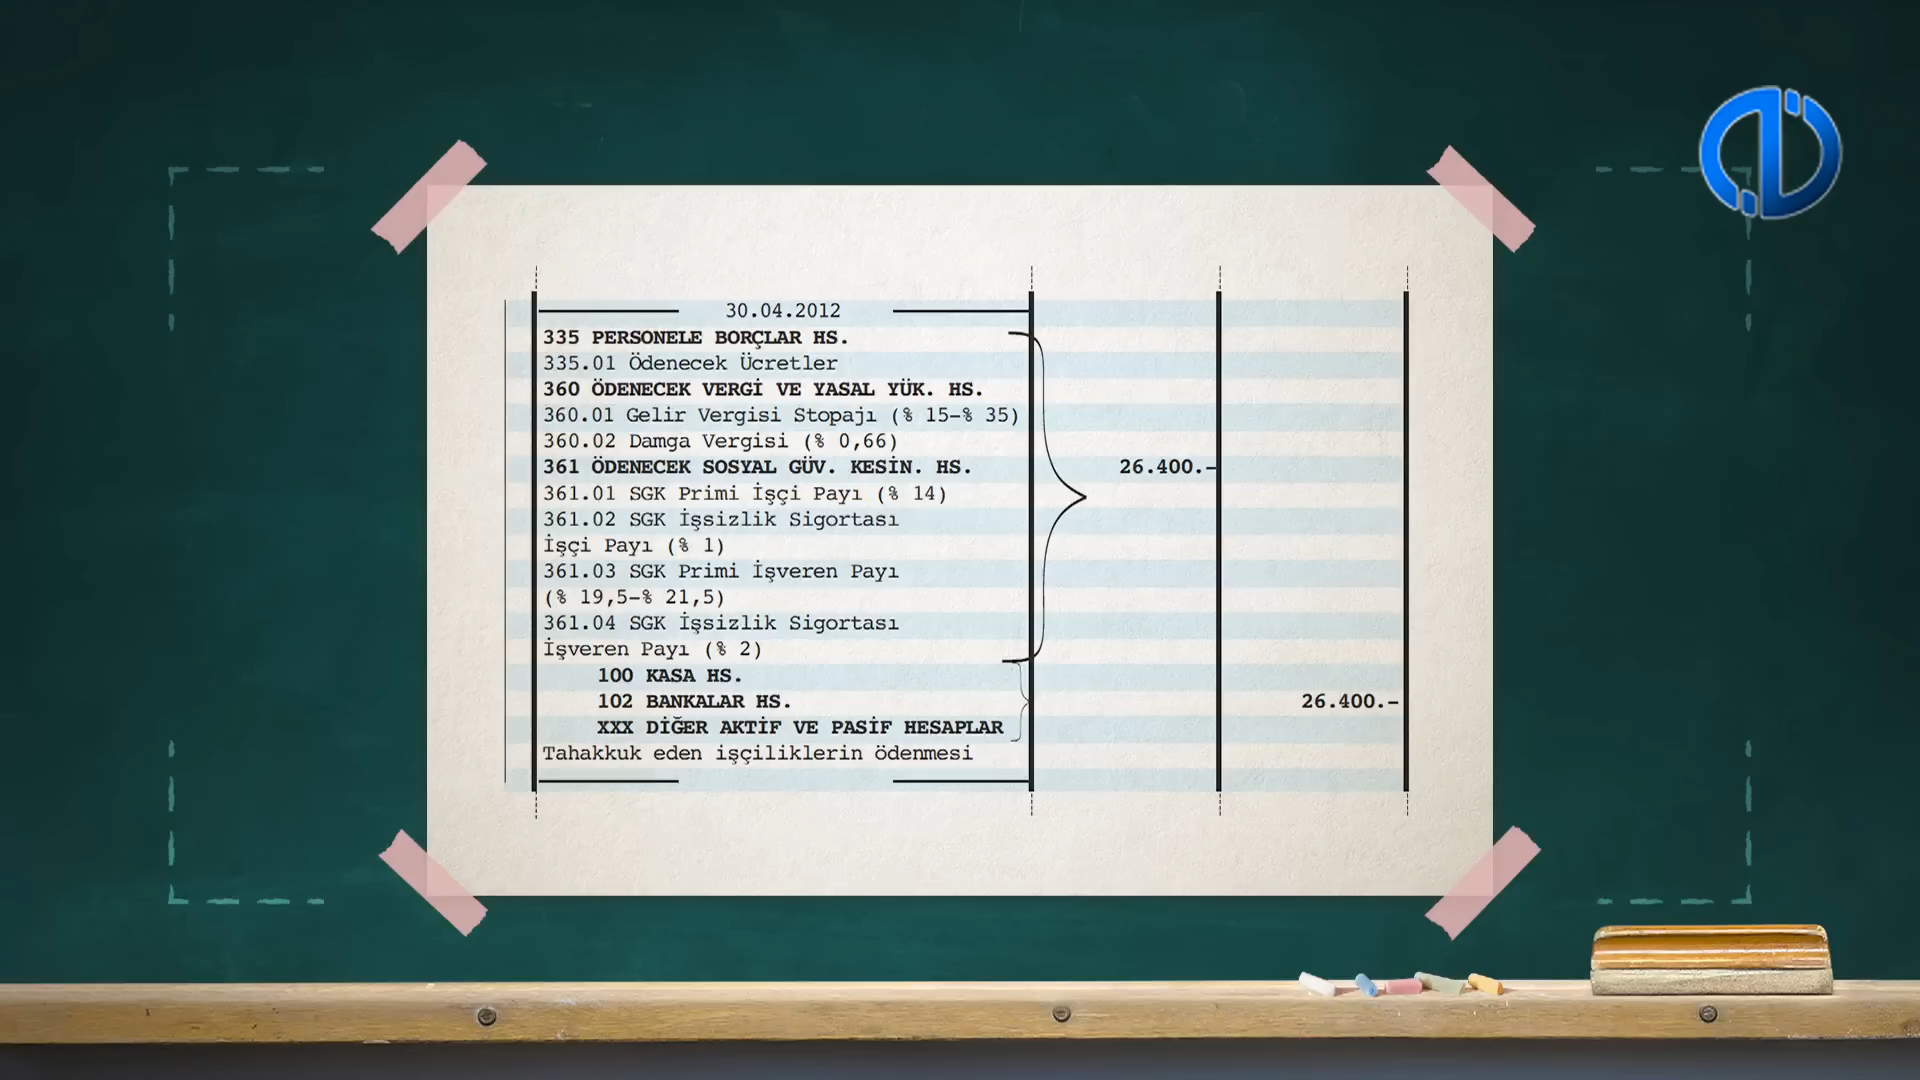 30.04.2012
335 PERSONELE BORÇLAR HS.
335.01 Ödenecek Ücretler
360 ÖDENECEK VERGİ VE YASAL YÜK. HS.
360.01 Gelir Vergisi Stopajı (% 15-% 35)
360.02 Damga Vergisi (% 0,66)
361 ÖDENECEK SOSYAL GÜV. KESİN. HS. 26.400.-
361.01 SGK Primi İşçi Payı (% 14)
361.02 SGK İşsizlik Sigortası
İşçi Payı (% 1)
361.03 SGK Primi İşveren Payı
(% 19,5-% 21,5)
361.04 SGK İşsizlik Sigortası
İşveren Payı (% 2)
100 KASA HS.
102 BANKALAR HS. 26.400.-
XXX DİĞER AKTİF VE PASİF HESAPLAR
Tahakkuk eden işçiliklerin ödenmesi